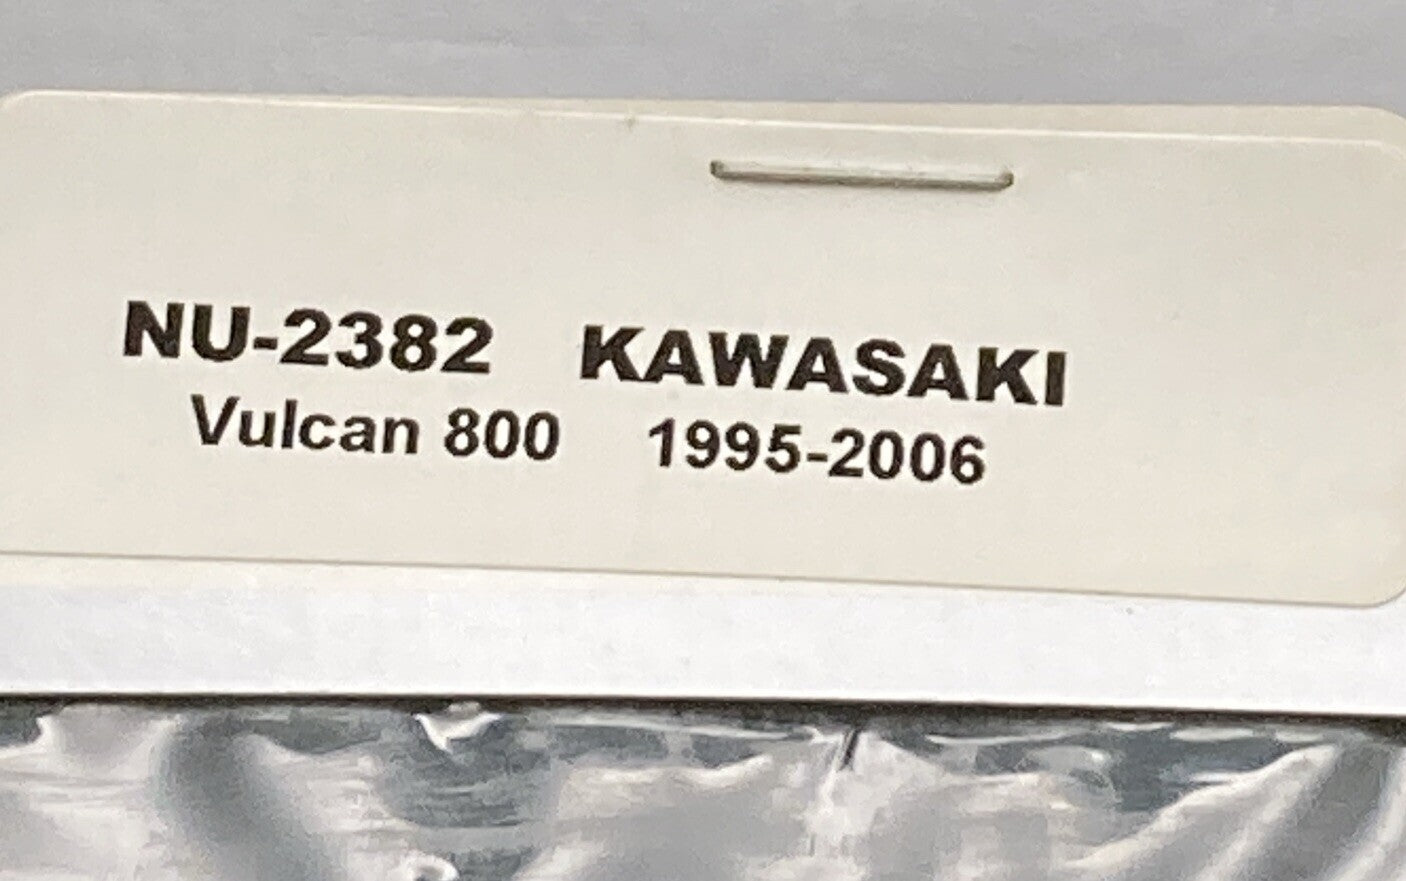 NU-2382 KAWASAKI
Vulcan 800 1995-2006